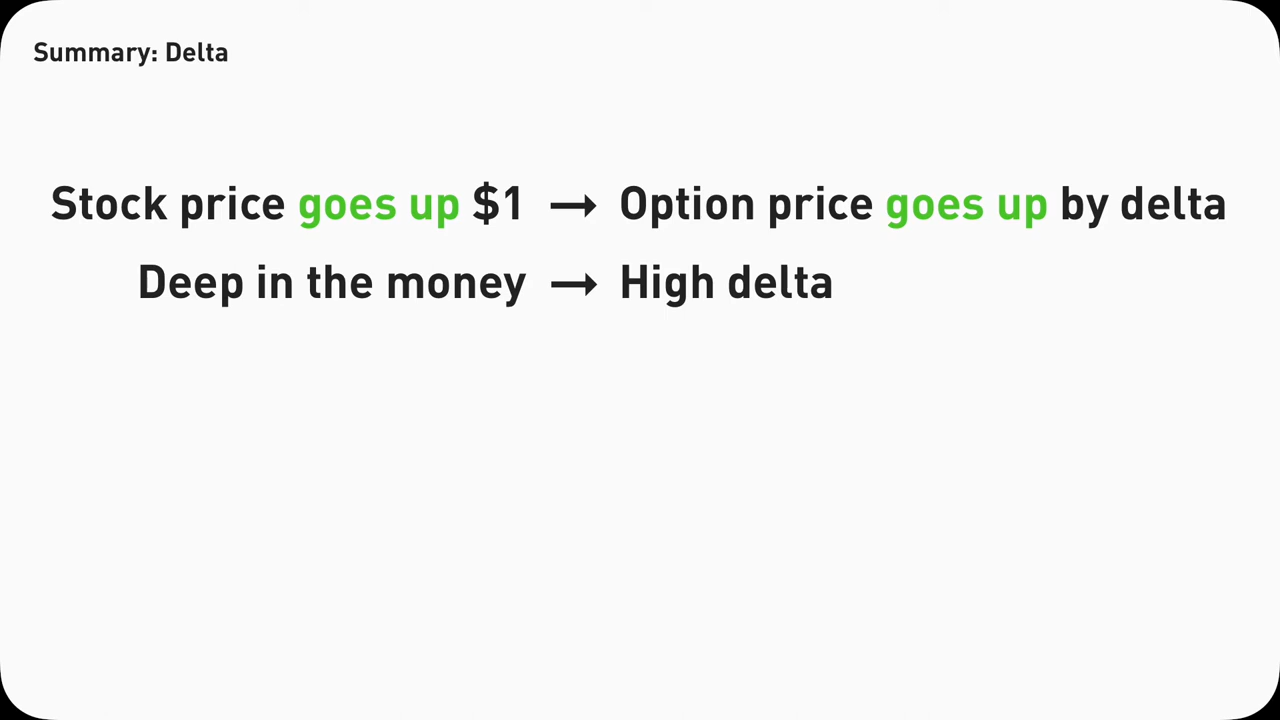 Summary: Delta
Stock price goes up $1 → Option price goes up by delta
Deep in the money → High delta